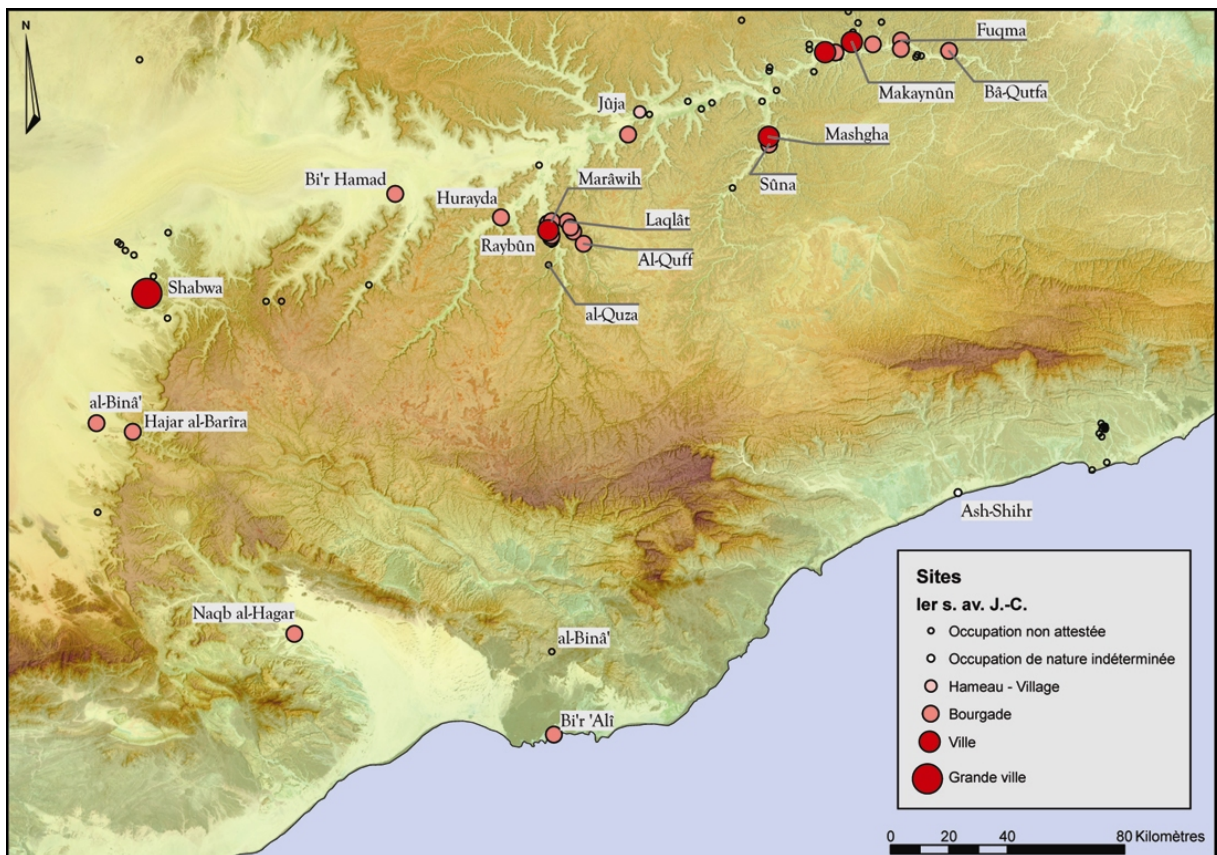 N
Fuqma
Makaynûn
Bâ-Qutfa
Jûja
Mashgha
Sûna
Bi'r Hamad
Hurayda
Marâwih
Laqlât
Raybûn
Al-Quff
Shabwa
al-Quza
al-Binâ'
Hajar al-Barîra
Ash-Shihr
Naqb al-Hagar
al-Binâ'
Bi'r 'Alî
Sites
Ier s. av. J.-C.
Occupation non attestée
Occupation de nature indéterminée
Hameau - Village
Bourgade
Ville
Grande ville
0 20 40 80 Kilomètres